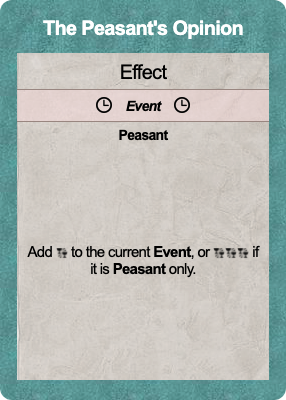 The Peasant's Opinion
Effect
Event
Peasant
Add to the current Event, or if
it is Peasant only.